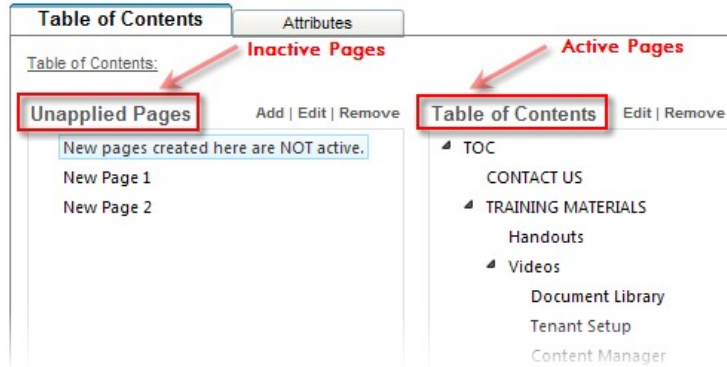 Table of Contents
Attributes
Inactive Pages
Active Pages
Table of Contents:
Unapplied Pages
Add | Edit | Remove
Table of Contents
Edit | Remove
New pages created here are NOT active.
New Page 1
New Page 2
TOC
CONTACT US
TRAINING MATERIALS
Handouts
Videos
Document Library
Tenant Setup
Content Manager